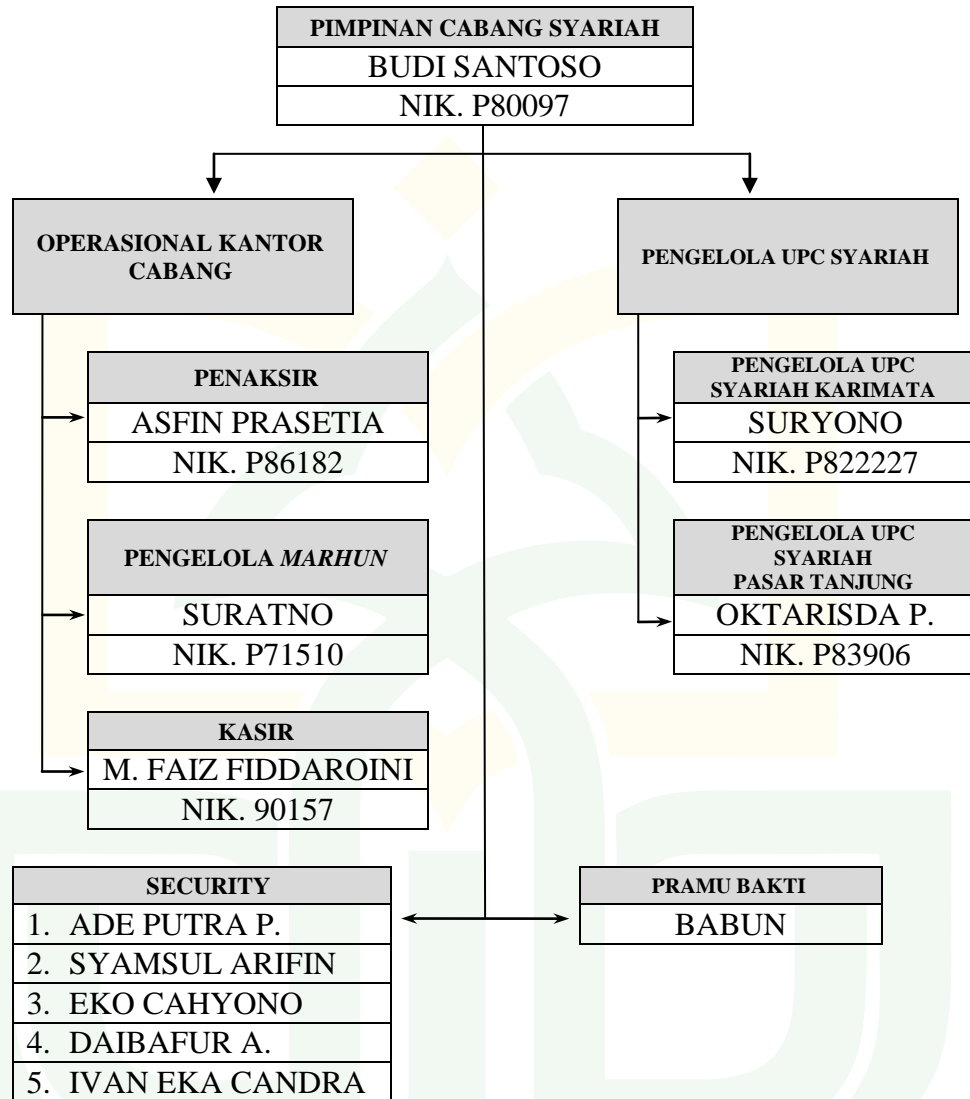 PIMPINAN CABANG SYARIAH
BUDI SANTOSO
NIK. P80097
OPERASIONAL KANTOR
CABANG
PENGELOLA UPC SYARIAH
PENAKSIR
ASFIN PRASETIA
NIK. P86182
PENGELOLA MARHUN
SURATNO
NIK. P71510
KASIR
M. FAIZ FIDDAROINI
NIK. 90157
PENGELOLA UPC
SYARIAH KARIMATA
SURYONO
NIK. P822227
PENGELOLA UPC
SYARIAH
PASAR TANJUNG
OKTARISDA P.
NIK. P83906
SECURITY
1. ADE PUTRA P.
2. SYAMSUL ARIFIN
3. EKO CAHYONO
4. DAIBAFUR A.
5. IVAN EKA CANDRA
PRAMU BAKTI
BABUN